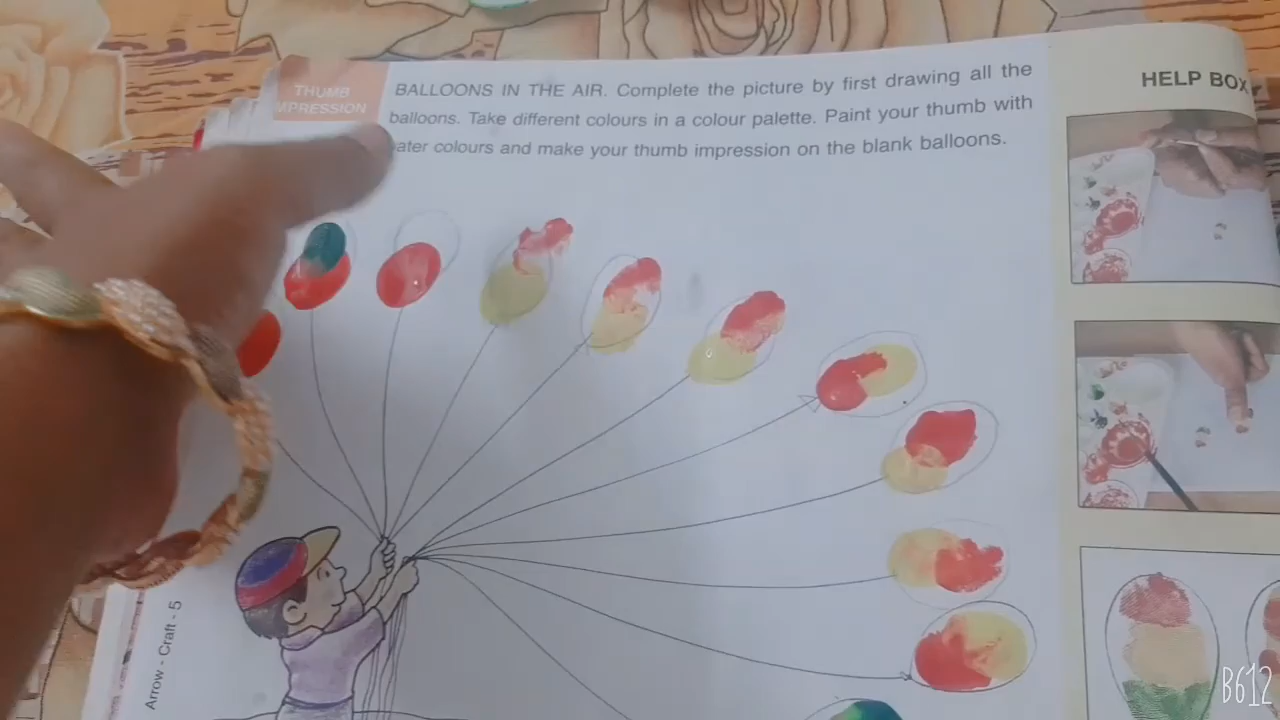 THUMB
IMPRESSION
BALLOONS IN THE AIR. Complete the picture by first drawing all the
balloons. Take different colours in a colour palette. Paint your thumb with
water colours and make your thumb impression on the blank balloons.
HELP BOX
Arrow - Craft - 5
B612